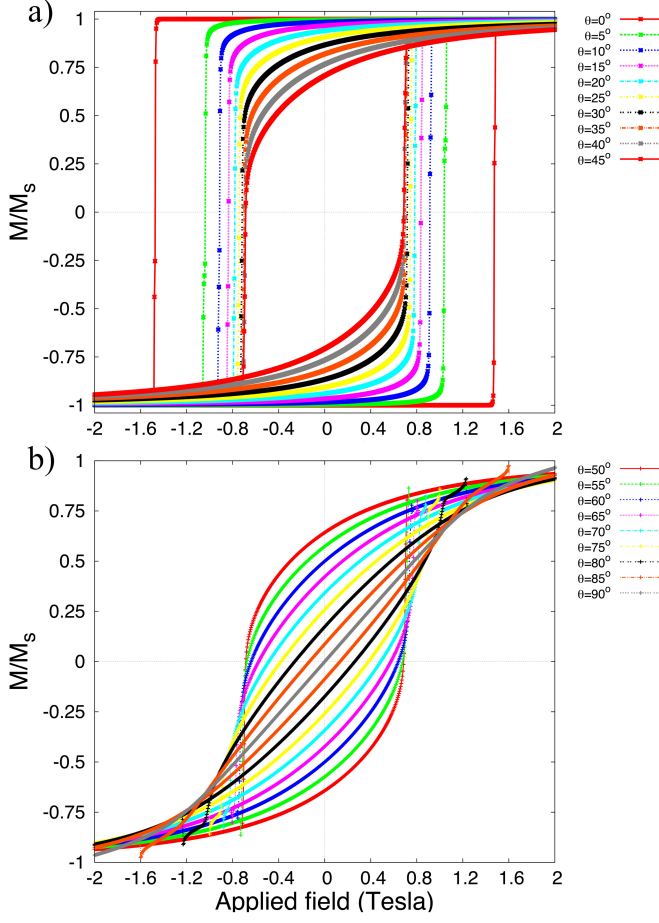 a)
1
0.75
0.5
0.25
0
-0.25
-0.5
-0.75
-1
M/Ms
-2 -1.6 -1.2 -0.8 -0.4 0 0.4 0.8 1.2 1.6 2
θ=0°
θ=5°
θ=10°
θ=15°
θ=20°
θ=25°
θ=30°
θ=35°
θ=40°
θ=45°
b)
1
0.75
0.5
0.25
0
-0.25
-0.5
-0.75
-1
M/Ms
-2 -1.6 -1.2 -0.8 -0.4 0 0.4 0.8 1.2 1.6 2
Applied field (Tesla)
θ=50°
θ=55°
θ=60°
θ=65°
θ=70°
θ=75°
θ=80°
θ=85°
θ=90°